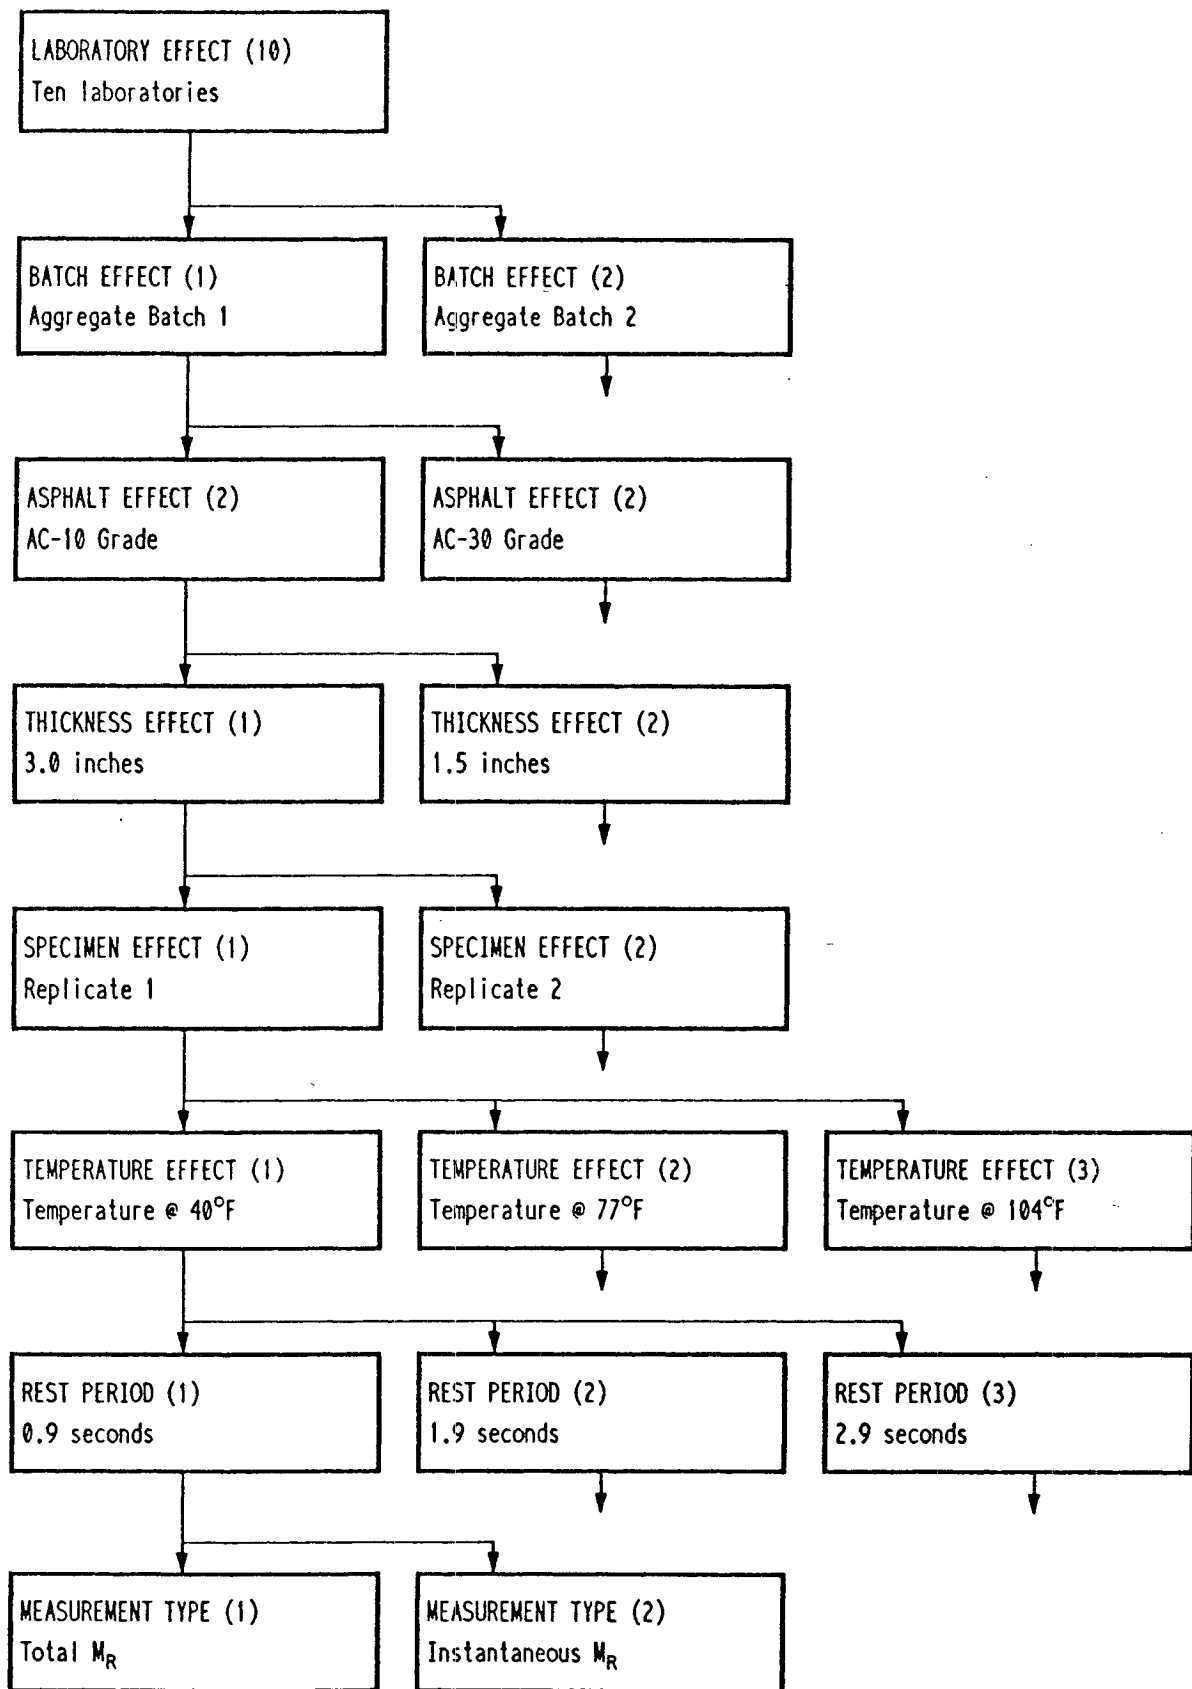 LABORATORY EFFECT (10)
Ten laboratories
BATCH EFFECT (1)
Aggregate Batch 1
BATCH EFFECT (2)
Aggregate Batch 2
ASPHALT EFFECT (2)
AC-10 Grade
ASPHALT EFFECT (2)
AC-30 Grade
THICKNESS EFFECT (1)
3.0 inches
THICKNESS EFFECT (2)
1.5 inches
SPECIMEN EFFECT (1)
Replicate 1
SPECIMEN EFFECT (2)
Replicate 2
TEMPERATURE EFFECT (1)
Temperature @ 40°F
TEMPERATURE EFFECT (2)
Temperature @ 77°F
TEMPERATURE EFFECT (3)
Temperature @ 104°F
REST PERIOD (1)
0.9 seconds
REST PERIOD (2)
1.9 seconds
REST PERIOD (3)
2.9 seconds
MEASUREMENT TYPE (1)
Total MR
MEASUREMENT TYPE (2)
Instantaneous MR